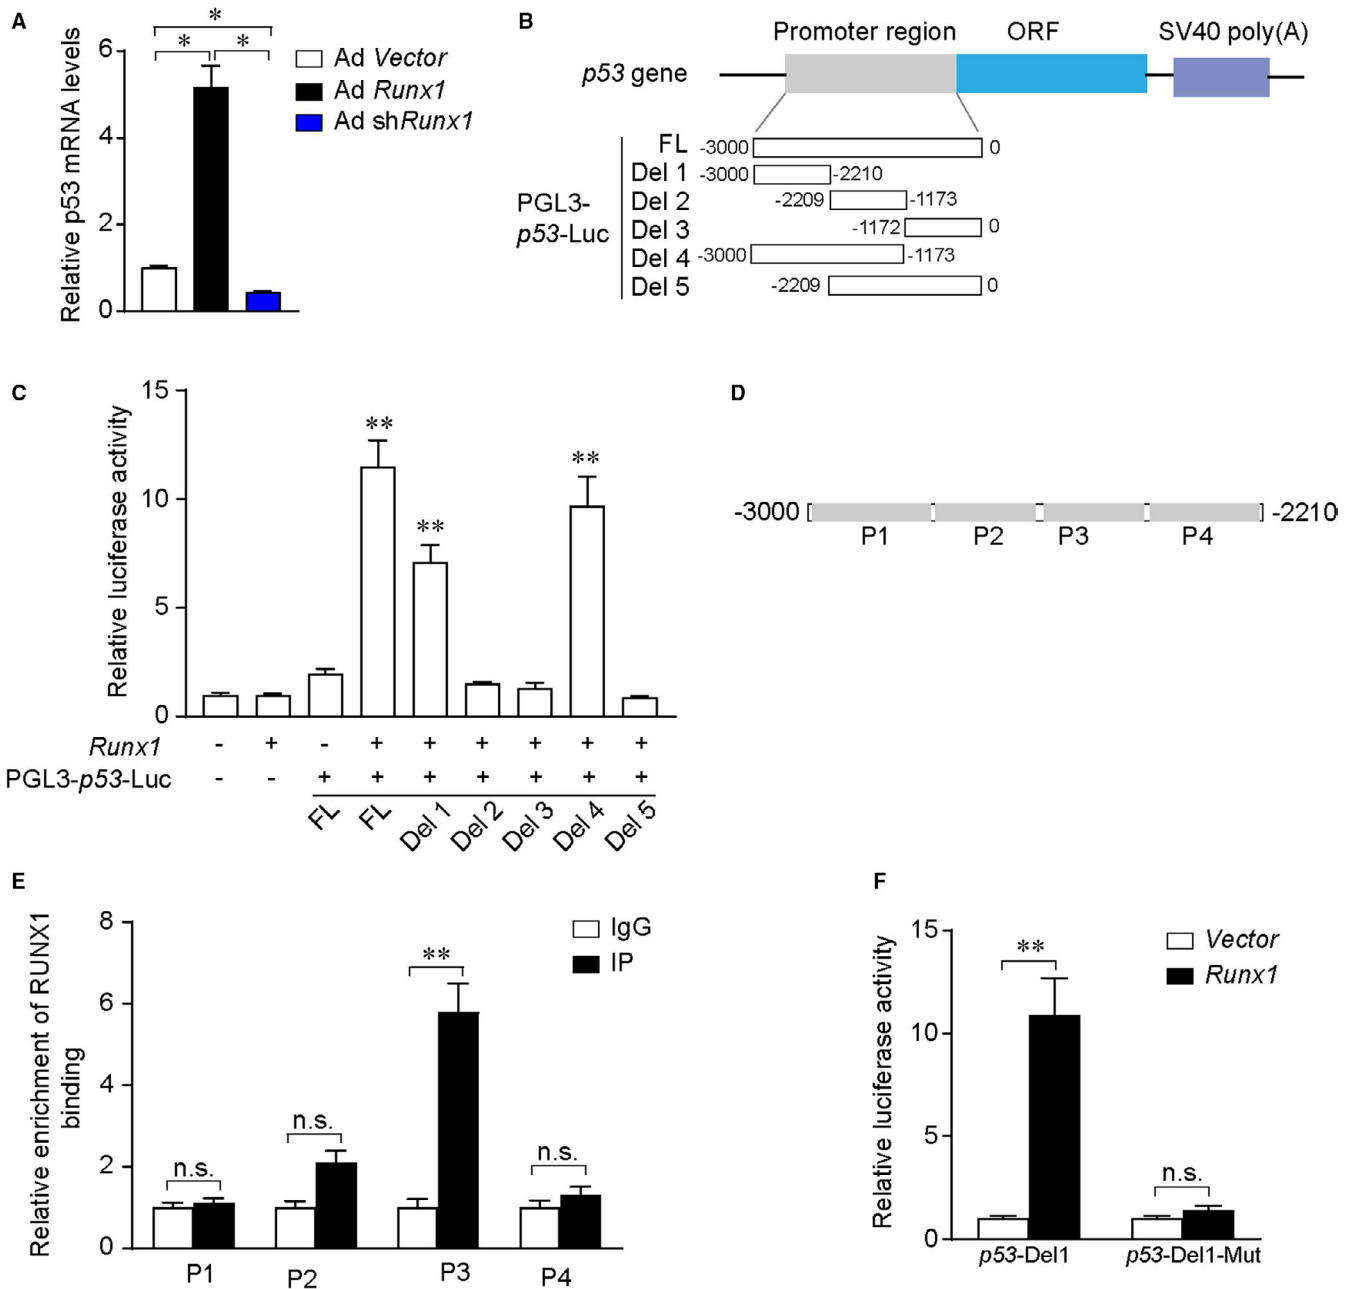 A
*
* *
6
4
2
0
Relative p53 mRNA levels
Ad Vector
Ad Runx1
Ad shRunx1
B
Promoter region ORF SV40 poly(A)
p53 gene
PGL3-
p53-Luc
FL -3000 0
Del 1 -3000 -2210
Del 2 -2209 -1173
Del 3 -1172 0
Del 4 -3000 -1173
Del 5 -2209 0
C
Relative luciferase activity
15
10
5
0
** ** **
Runx1 - + - + + + + + +
PGL3-p53-Luc - - + + + + + + +
FL FL Del 1 Del 2 Del 3 Del 4 Del 5
D
-3000 -2210
P1 P2 P3 P4
E
Relative enrichment of RUNX1
binding
8
6
4
2
0
IgG
IP
n.s. n.s. ** n.s.
P1 P2 P3 P4
F
Relative luciferase activity
15
10
5
0
Vector
Runx1
** n.s.
p53-Del1 p53-Del1-Mut